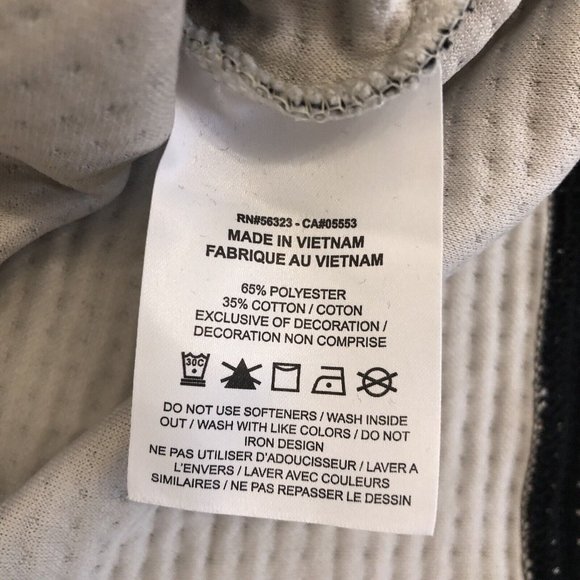 RN#56323 - CA#05553
MADE IN VIETNAM
FABRIQUE AU VIETNAM
65% POLYESTER
35% COTTON / COTON
EXCLUSIVE OF DECORATION /
DECORATION NON COMPRISE
30C
DO NOT USE SOFTENERS / WASH INSIDE
OUT / WASH WITH LIKE COLORS / DO NOT
IRON DESIGN
NE PAS UTILISER D'ADOUCISSEUR / LAVER A
L'ENVERS / LAVER AVEC COULEURS
SIMILAIRES / NE PAS REPASSER LE DESSIN